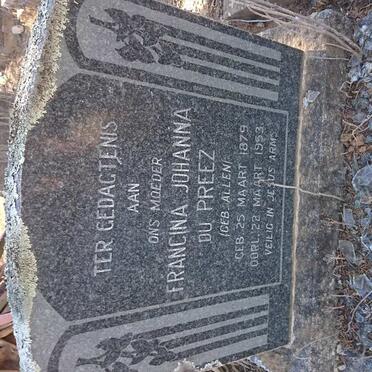 TER GEDAGTENIS
AAN
ONS MOEDER
FRANCINA JOHANNA
DU PREEZ
(GEB. ALLEN)
GEB. 25 MAART 1879
OORL. 22 MAART 1953
VEILIG IN JESUS ARMS